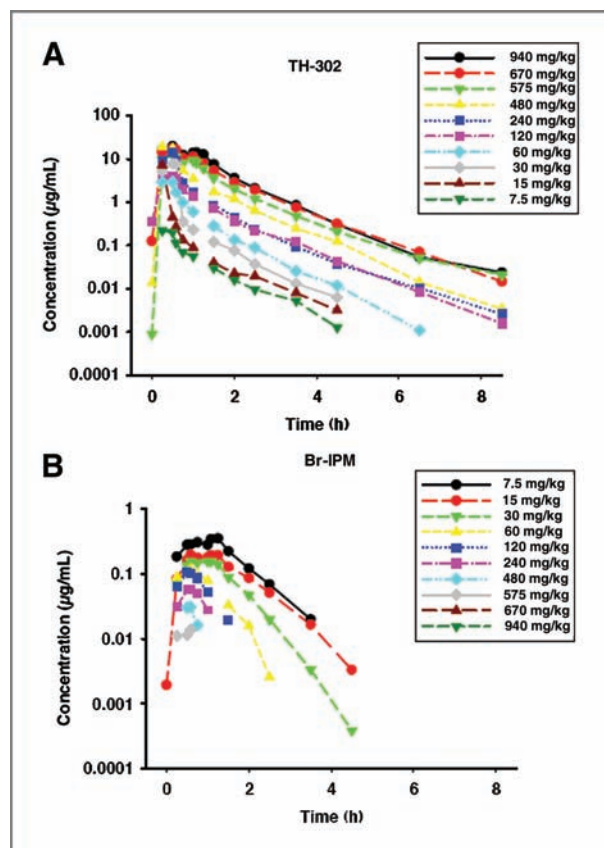 A
TH-302
940 mg/kg
670 mg/kg
575 mg/kg
480 mg/kg
240 mg/kg
120 mg/kg
60 mg/kg
30 mg/kg
15 mg/kg
7.5 mg/kg
Concentration (µg/mL)
100
10
1
0.1
0.01
0.001
0.0001
0 2 4 6 8
Time (h)
B
Br-IPM
7.5 mg/kg
15 mg/kg
30 mg/kg
60 mg/kg
120 mg/kg
240 mg/kg
480 mg/kg
575 mg/kg
670 mg/kg
940 mg/kg
Concentration (µg/mL)
1
0.1
0.01
0.001
0.0001
0 2 4 6 8
Time (h)